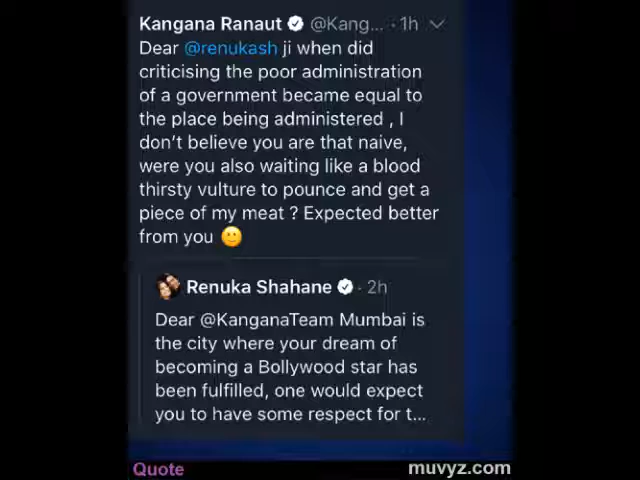 Kangana Ranaut @Kang... · 1h
Dear @renukash ji when did
criticising the poor administration
of a government became equal to
the place being administered , I
don't believe you are that naive,
were you also waiting like a blood
thirsty vulture to pounce and get a
piece of my meat ? Expected better
from you 🙂
Renuka Shahane · 2h
Dear @KanganaTeam Mumbai is
the city where your dream of
becoming a Bollywood star has
been fulfilled, one would expect
you to have some respect for t...
Quote
muvyz.com